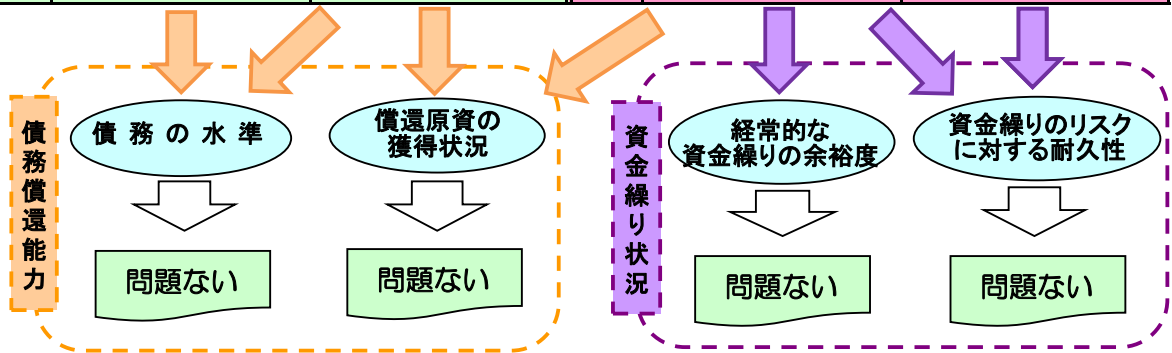 債務償還能力
債務の水準
償還原資の
獲得状況
問題ない
問題ない
資金繰り状況
経常的な
資金繰りの余裕度
資金繰りのリスク
に対する耐久性
問題ない
問題ない